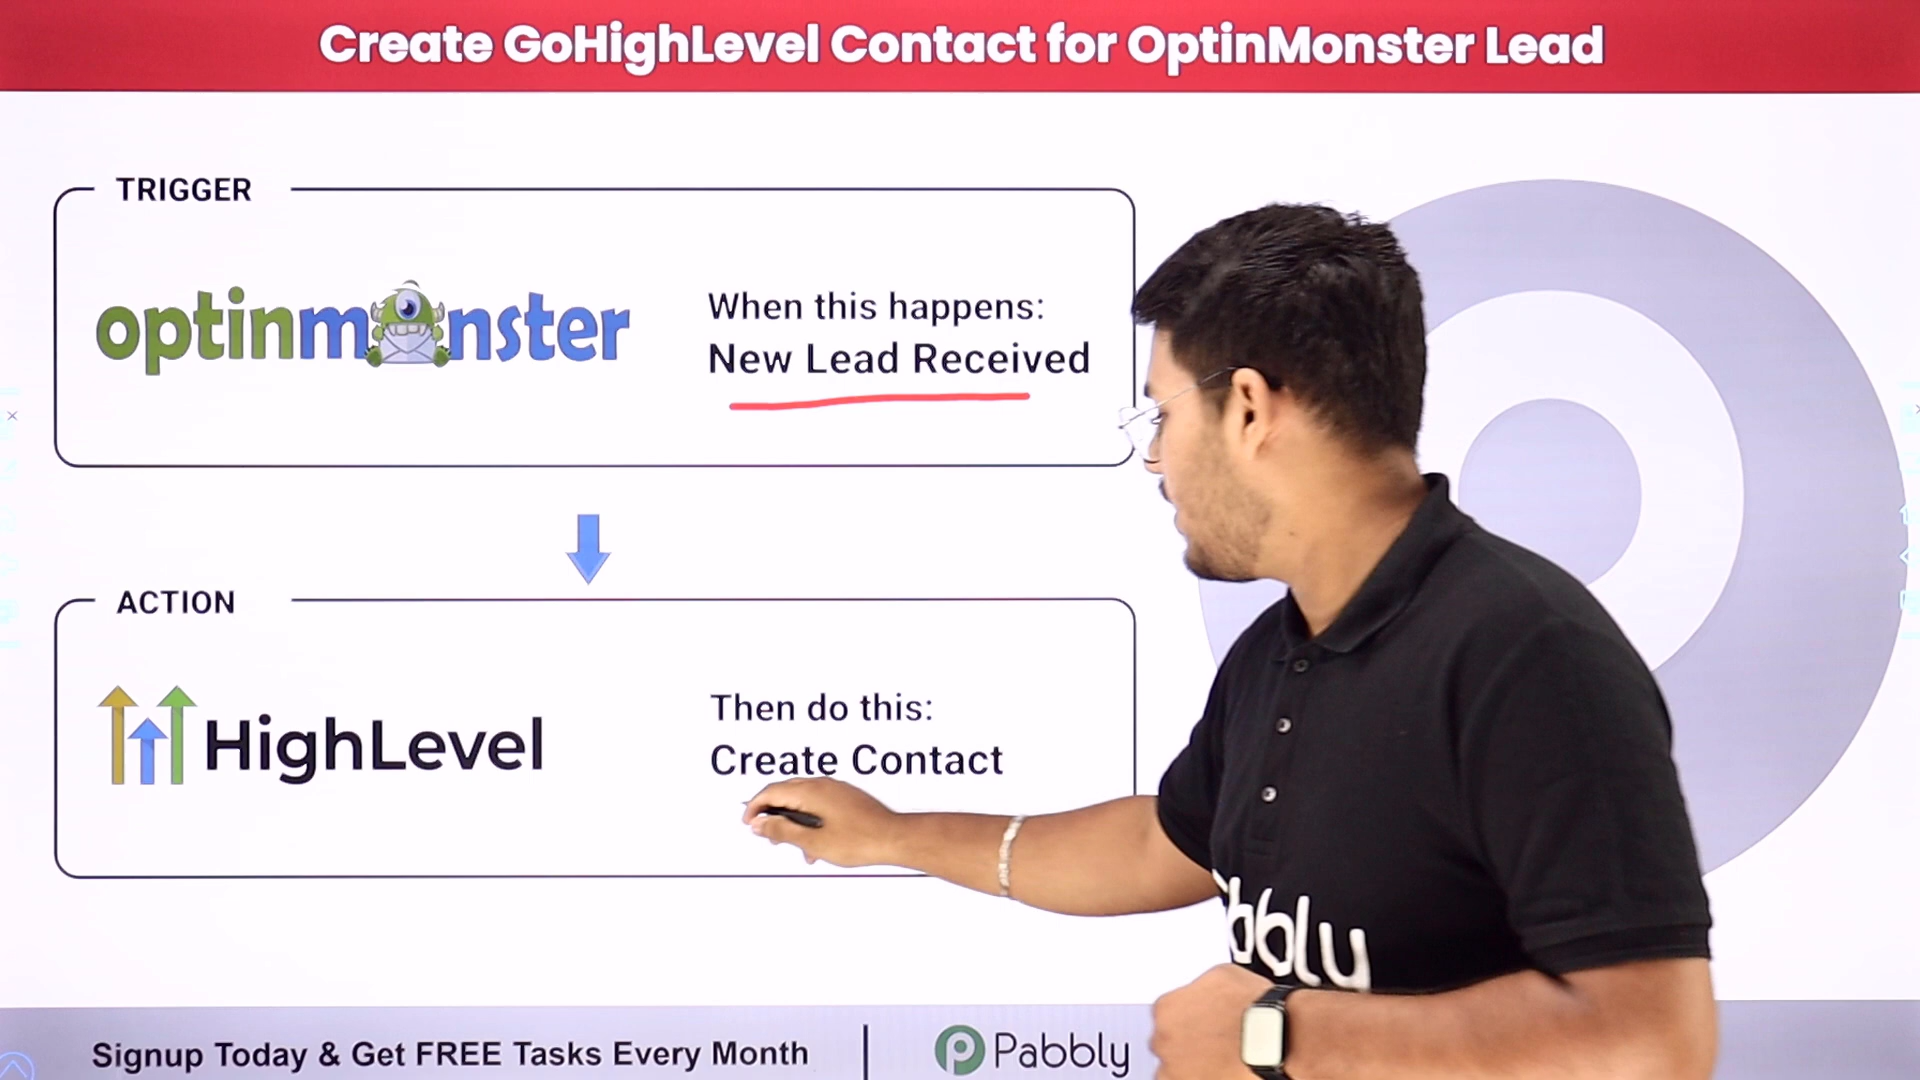 Create GoHighLevel Contact for OptinMonster Lead
TRIGGER
optinmonster
When this happens:
New Lead Received
ACTION
HighLevel
Then do this:
Create Contact
bbly
Signup Today & Get FREE Tasks Every Month
Pabbly